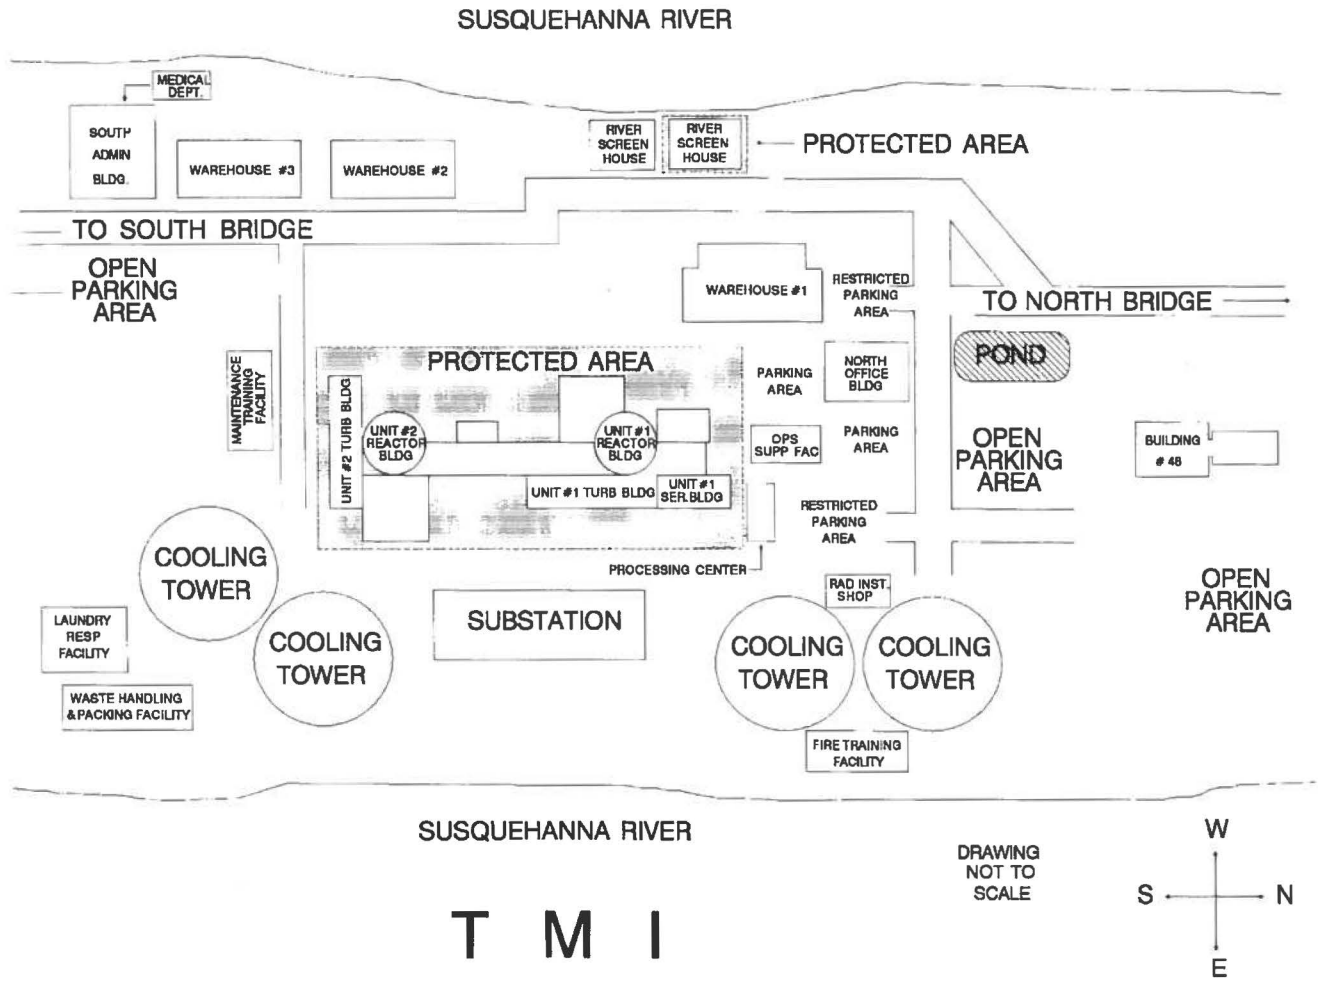 SUSQUEHANNA RIVER
MEDICAL
DEPT.
SOUTH
ADMIN
BLDG.
WAREHOUSE #3
WAREHOUSE #2
RIVER
SCREEN
HOUSE
RIVER
SCREEN
HOUSE
PROTECTED AREA
TO SOUTH BRIDGE
OPEN
PARKING
AREA
WAREHOUSE #1
RESTRICTED
PARKING
AREA
TO NORTH BRIDGE
POND
MAINTENANCE
TRAINING
FACILITY
PROTECTED AREA
UNIT #2 TURB BLDG
UNIT #2
REACTOR
BLDG
UNIT #1
REACTOR
BLDG
UNIT #1 TURB BLDG
UNIT #1
SER.BLDG
PARKING
AREA
NORTH
OFFICE
BLDG
OPS
SUPP FAC
PARKING
AREA
OPEN
PARKING
AREA
BUILDING
# 48
RESTRICTED
PARKING
AREA
PROCESSING CENTER
COOLING
TOWER
COOLING
TOWER
LAUNDRY
RESP
FACILITY
WASTE HANDLING
& PACKING FACILITY
SUBSTATION
RAD INST.
SHOP
COOLING
TOWER
COOLING
TOWER
FIRE TRAINING
FACILITY
OPEN
PARKING
AREA
SUSQUEHANNA RIVER
DRAWING
NOT TO
SCALE
W
S N
E
T M I